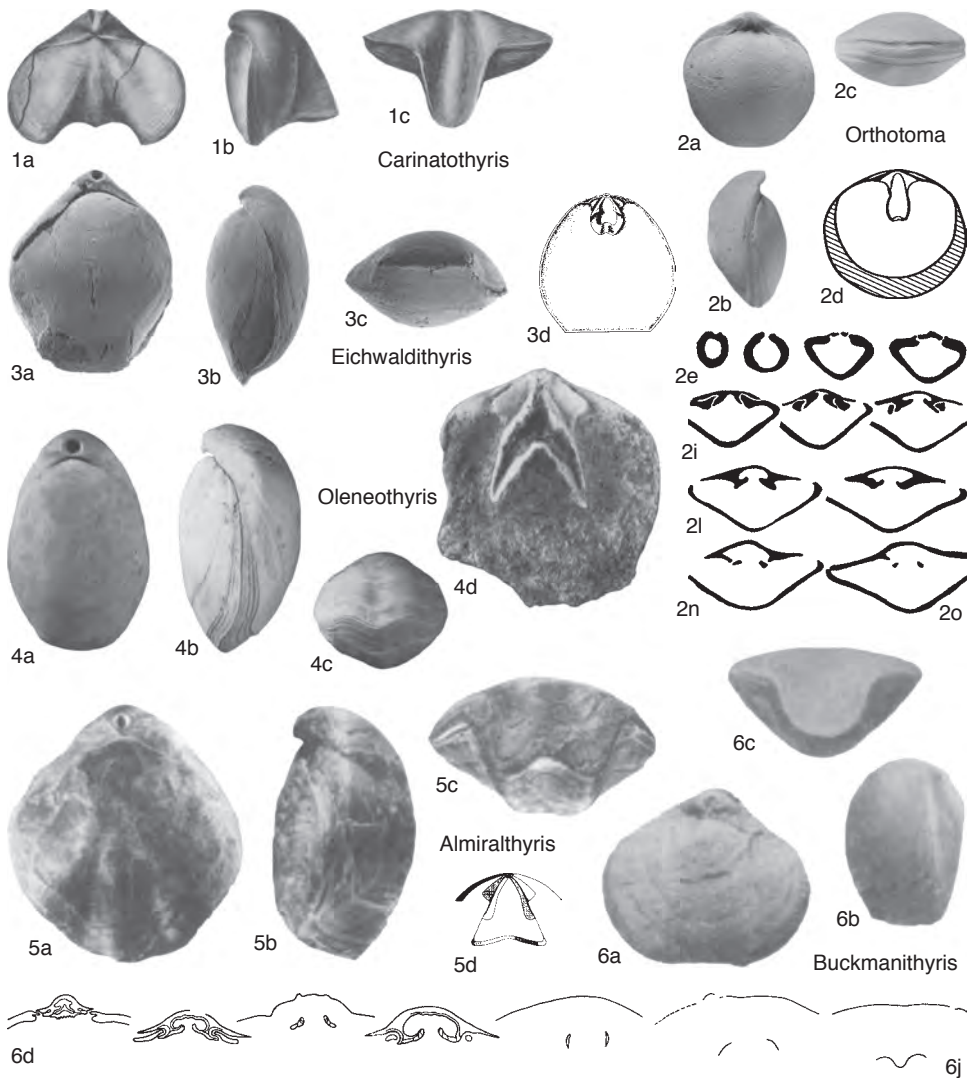 1a
1b
1c
Carinatothyris
2a
2c
Orthotoma
3a
3b
3c
Eichwaldithyris
3d
2b
2d
2e
2i
2l
2n
2o
4a
4b
Oleneothyris
4c
4d
5a
5b
5c
Almiralthyris
5d
6c
6a
6b
Buckmanithyris
6d
6j